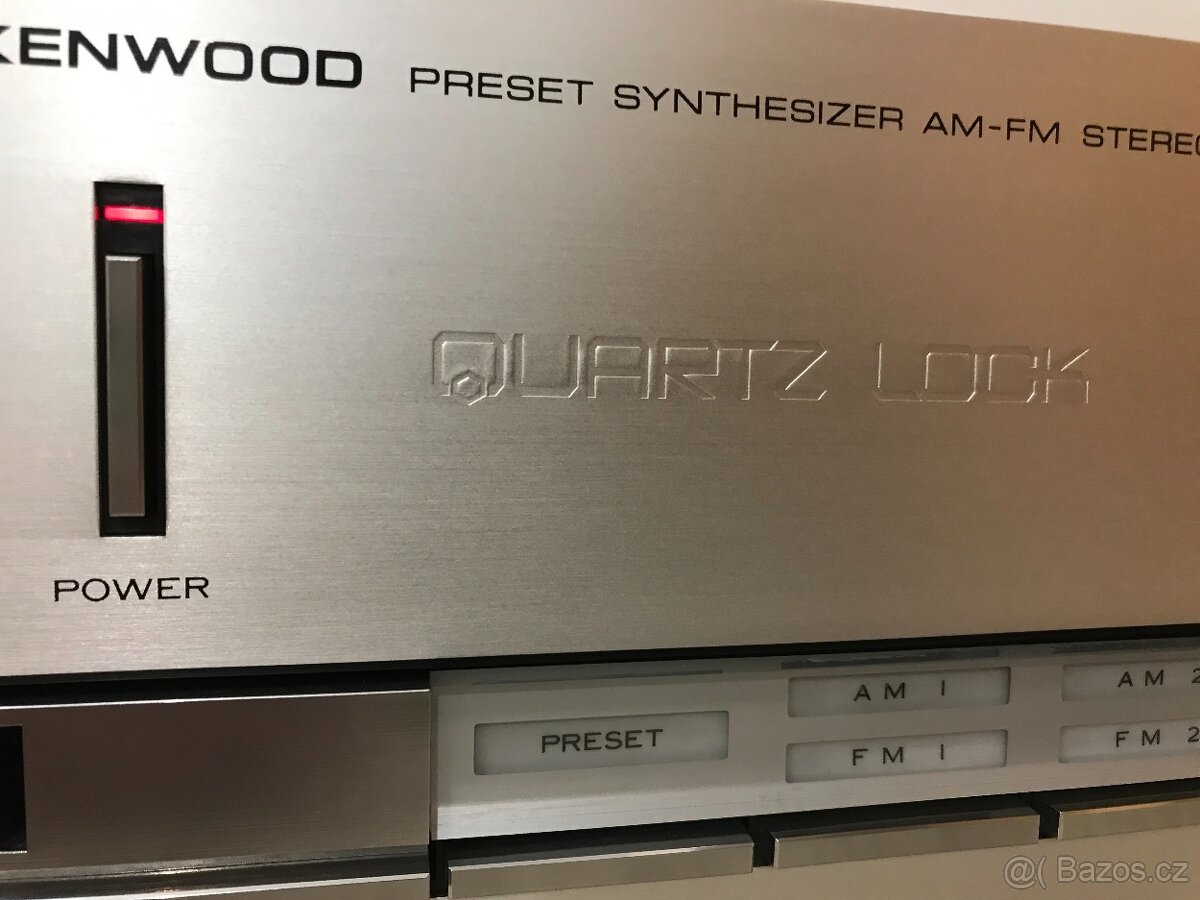 KENWOOD PRESET SYNTHESIZER AM-FM STEREO
QUARTZ LOCK
POWER
AM 1 AM 2
PRESET
FM 1 FM 2
@( Bazos.cz